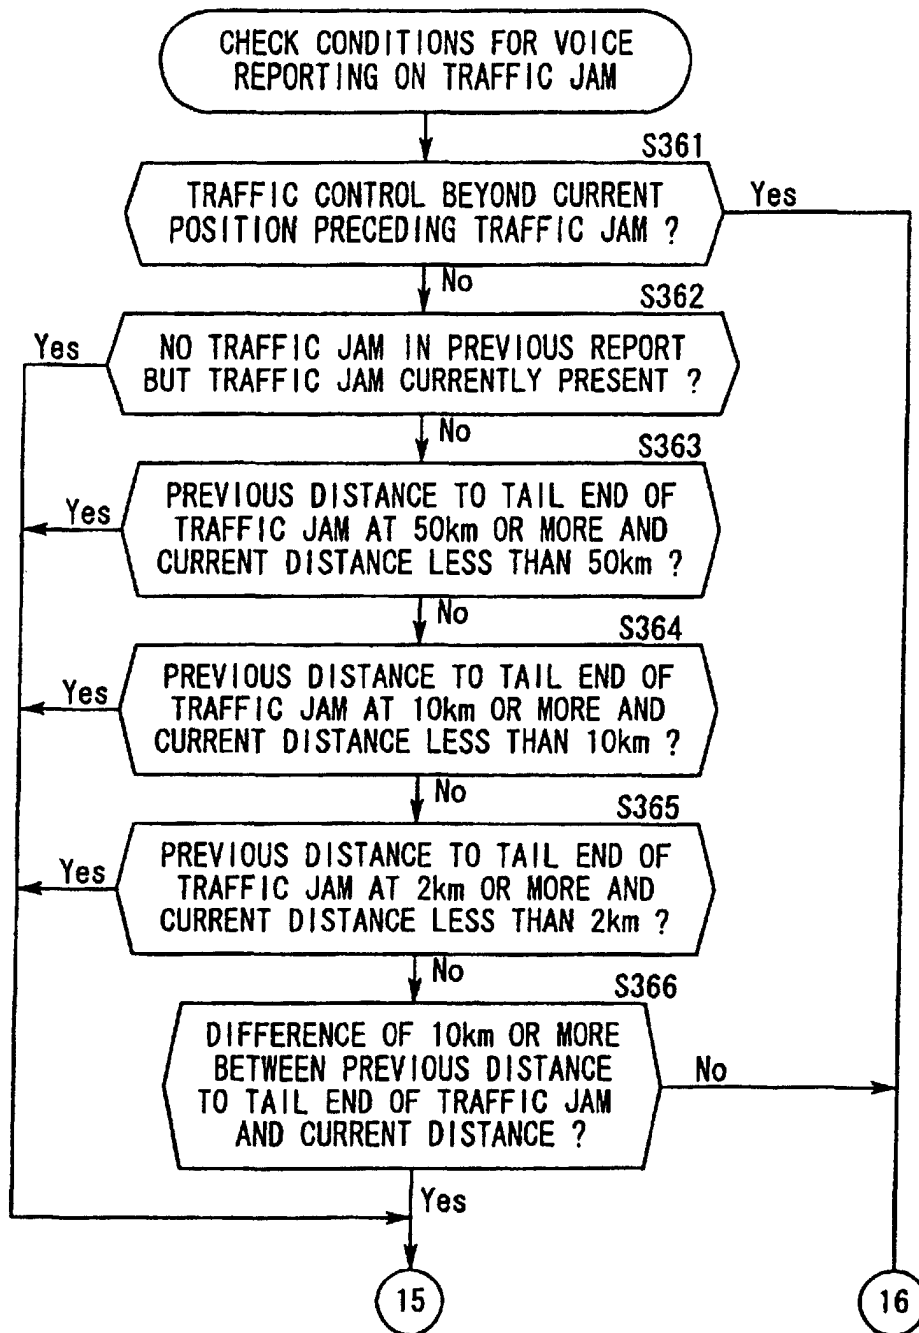 CHECK CONDITIONS FOR VOICE
REPORTING ON TRAFFIC JAM
S361
TRAFFIC CONTROL BEYOND CURRENT
POSITION PRECEDING TRAFFIC JAM ?
Yes
No
S362
NO TRAFFIC JAM IN PREVIOUS REPORT
BUT TRAFFIC JAM CURRENTLY PRESENT ?
Yes
No
S363
PREVIOUS DISTANCE TO TAIL END OF
TRAFFIC JAM AT 50km OR MORE AND
CURRENT DISTANCE LESS THAN 50km ?
Yes
No
S364
PREVIOUS DISTANCE TO TAIL END OF
TRAFFIC JAM AT 10km OR MORE AND
CURRENT DISTANCE LESS THAN 10km ?
Yes
No
S365
PREVIOUS DISTANCE TO TAIL END OF
TRAFFIC JAM AT 2km OR MORE AND
CURRENT DISTANCE LESS THAN 2km ?
Yes
No
S366
DIFFERENCE OF 10km OR MORE
BETWEEN PREVIOUS DISTANCE
TO TAIL END OF TRAFFIC JAM
AND CURRENT DISTANCE ?
No
Yes
15
16